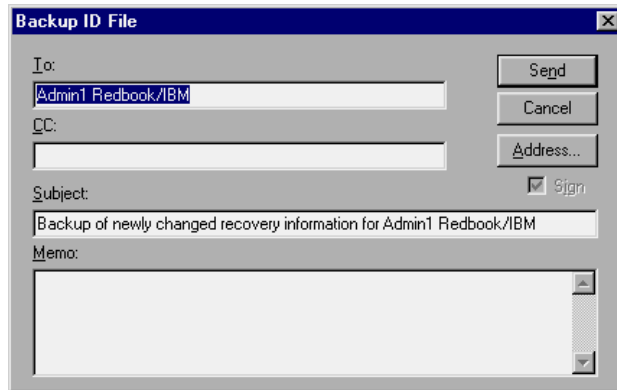 Backup ID File
To:
Send
Admin1 Redbook/IBM
Cancel
CC:
Address...
Sign
Subject:
Backup of newly changed recovery information for Admin1 Redbook/IBM
Memo: